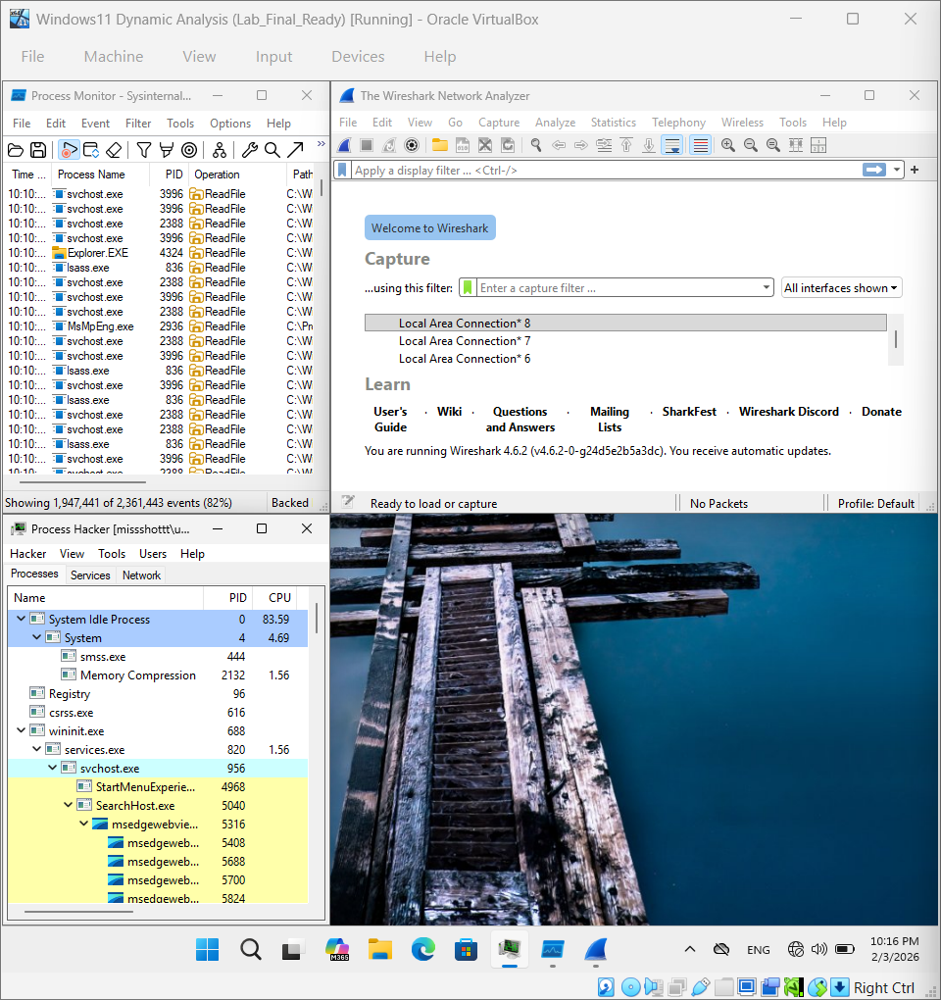 Windows11 Dynamic Analysis (Lab_Final_Ready) [Running] - Oracle VirtualBox
File Machine View Input Devices Help
Process Monitor - Sysinternal...
File Edit Event Filter Tools Options Help
Time ... Process Name PID Operation Path
10:10:... svchost.exe 3996 ReadFile C:\W
10:10:... svchost.exe 3996 ReadFile C:\W
10:10:... svchost.exe 2388 ReadFile C:\W
10:10:... svchost.exe 3996 ReadFile C:\W
10:10:... Explorer.EXE 4324 ReadFile C:\W
10:10:... lsass.exe 836 ReadFile C:\W
10:10:... svchost.exe 2388 ReadFile C:\W
10:10:... svchost.exe 3996 ReadFile C:\W
10:10:... svchost.exe 2388 ReadFile C:\W
10:10:... MsMpEng.exe 2936 ReadFile C:\Pr
10:10:... svchost.exe 2388 ReadFile C:\W
10:10:... svchost.exe 3996 ReadFile C:\W
10:10:... lsass.exe 836 ReadFile C:\W
10:10:... svchost.exe 3996 ReadFile C:\W
10:10:... lsass.exe 836 ReadFile C:\W
10:10:... svchost.exe 2388 ReadFile C:\W
10:10:... svchost.exe 2388 ReadFile C:\W
10:10:... lsass.exe 836 ReadFile C:\W
10:10:... svchost.exe 3996 ReadFile C:\W
10:10:... svchost.exe 2388 ReadFile C:\W
Showing 1,947,441 of 2,361,443 events (82%) Backed
The Wireshark Network Analyzer
File Edit View Go Capture Analyze Statistics Telephony Wireless Tools Help
Apply a display filter ... <Ctrl-/>
Welcome to Wireshark
Capture
...using this filter: Enter a capture filter ... All interfaces shown
Local Area Connection* 8
Local Area Connection* 7
Local Area Connection* 6
Learn
User's Guide · Wiki · Questions and Answers · Mailing Lists · SharkFest · Wireshark Discord · Donate
You are running Wireshark 4.6.2 (v4.6.2-0-g24d5e2b5a3dc). You receive automatic updates.
Ready to load or capture No Packets Profile: Default
Process Hacker [missshottt\u...
Hacker View Tools Users Help
Processes Services Network
Name PID CPU
System Idle Process 0 83.59
System 4 4.69
smss.exe 444
Memory Compression 2132 1.56
Registry 96
csrss.exe 616
wininit.exe 688
services.exe 820 1.56
svchost.exe 956
StartMenuExperie... 4968
SearchHost.exe 5040
msedgewebvie... 5316
msedgeweb... 5408
msedgeweb... 5688
msedgeweb... 5700
msedgeweb... 5824
M365
ENG
10:16 PM
2/3/2026
Right Ctrl